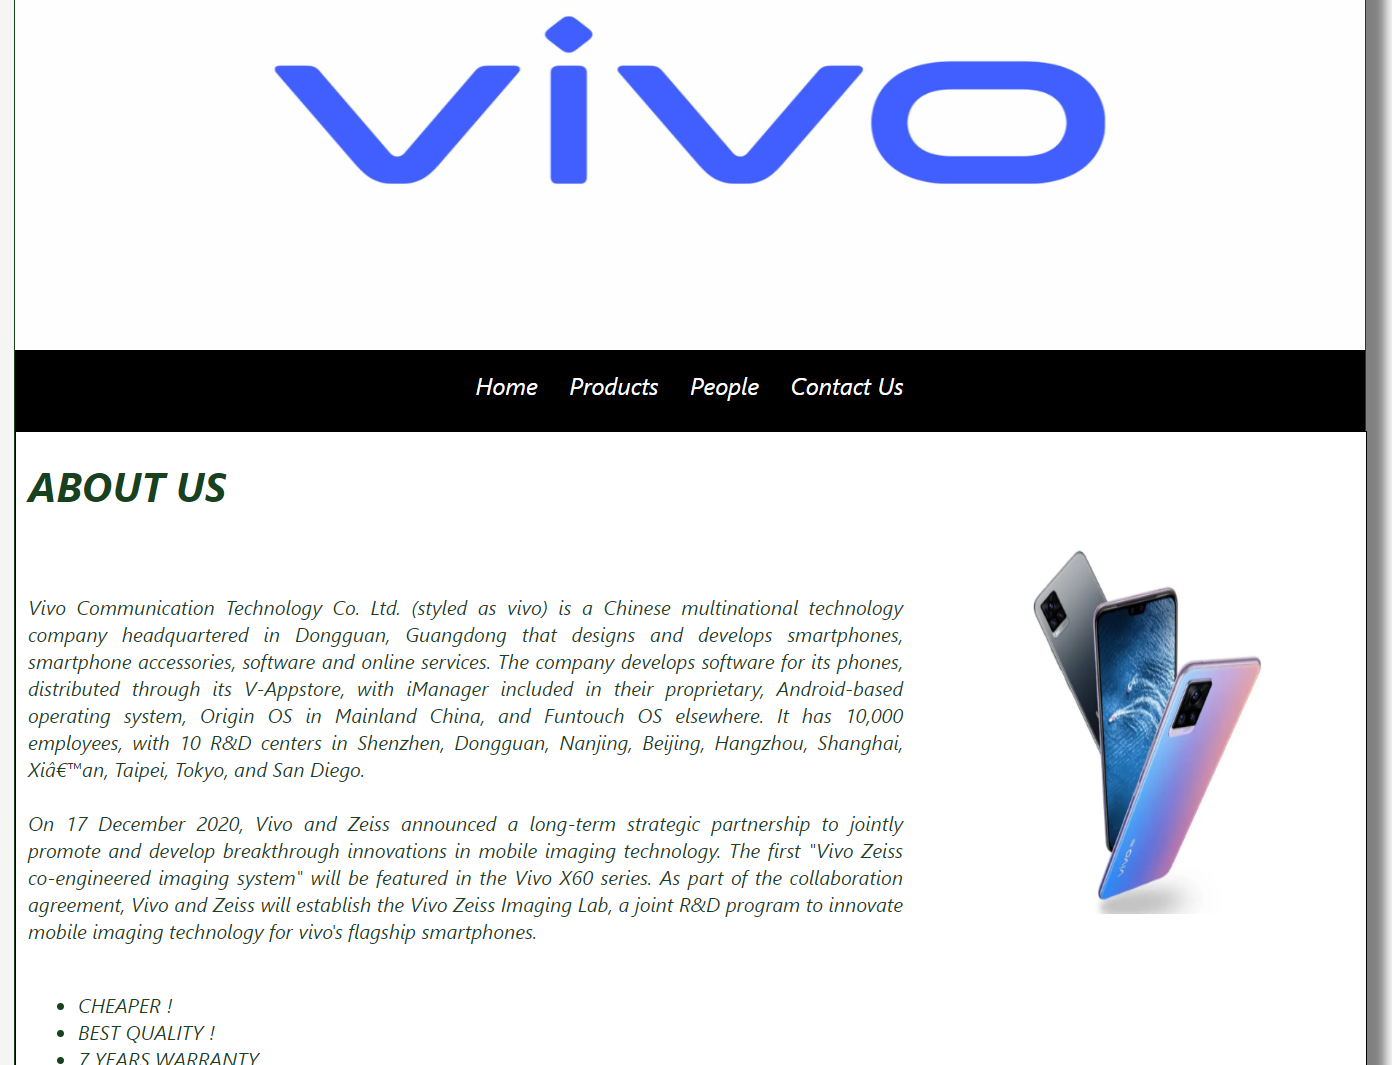 vivo
Home Products People Contact Us
ABOUT US
Vivo Communication Technology Co. Ltd. (styled as vivo) is a Chinese multinational technology
company headquartered in Dongguan, Guangdong that designs and develops smartphones,
smartphone accessories, software and online services. The company develops software for its phones,
distributed through its V-Appstore, with iManager included in their proprietary, Android-based
operating system, Origin OS in Mainland China, and Funtouch OS elsewhere. It has 10,000
employees, with 10 R&D centers in Shenzhen, Dongguan, Nanjing, Beijing, Hangzhou, Shanghai,
Xiâ€™an, Taipei, Tokyo, and San Diego.
On 17 December 2020, Vivo and Zeiss announced a long-term strategic partnership to jointly
promote and develop breakthrough innovations in mobile imaging technology. The first "Vivo Zeiss
co-engineered imaging system" will be featured in the Vivo X60 series. As part of the collaboration
agreement, Vivo and Zeiss will establish the Vivo Zeiss Imaging Lab, a joint R&D program to innovate
mobile imaging technology for vivo's flagship smartphones.
vivo
• CHEAPER !
• BEST QUALITY !
• 7 YEARS WARRANTY